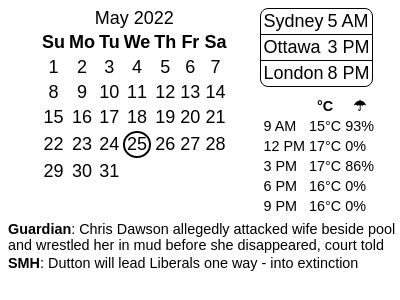 May 2022
Su Mo Tu We Th Fr Sa
1 2 3 4 5 6 7
8 9 10 11 12 13 14
15 16 17 18 19 20 21
22 23 24 25 26 27 28
29 30 31
Sydney 5 AM
Ottawa 3 PM
London 8 PM
°C ☂
9 AM 15°C 93%
12 PM 17°C 0%
3 PM 17°C 86%
6 PM 16°C 0%
9 PM 16°C 0%
Guardian: Chris Dawson allegedly attacked wife beside pool
and wrestled her in mud before she disappeared, court told
SMH: Dutton will lead Liberals one way - into extinction